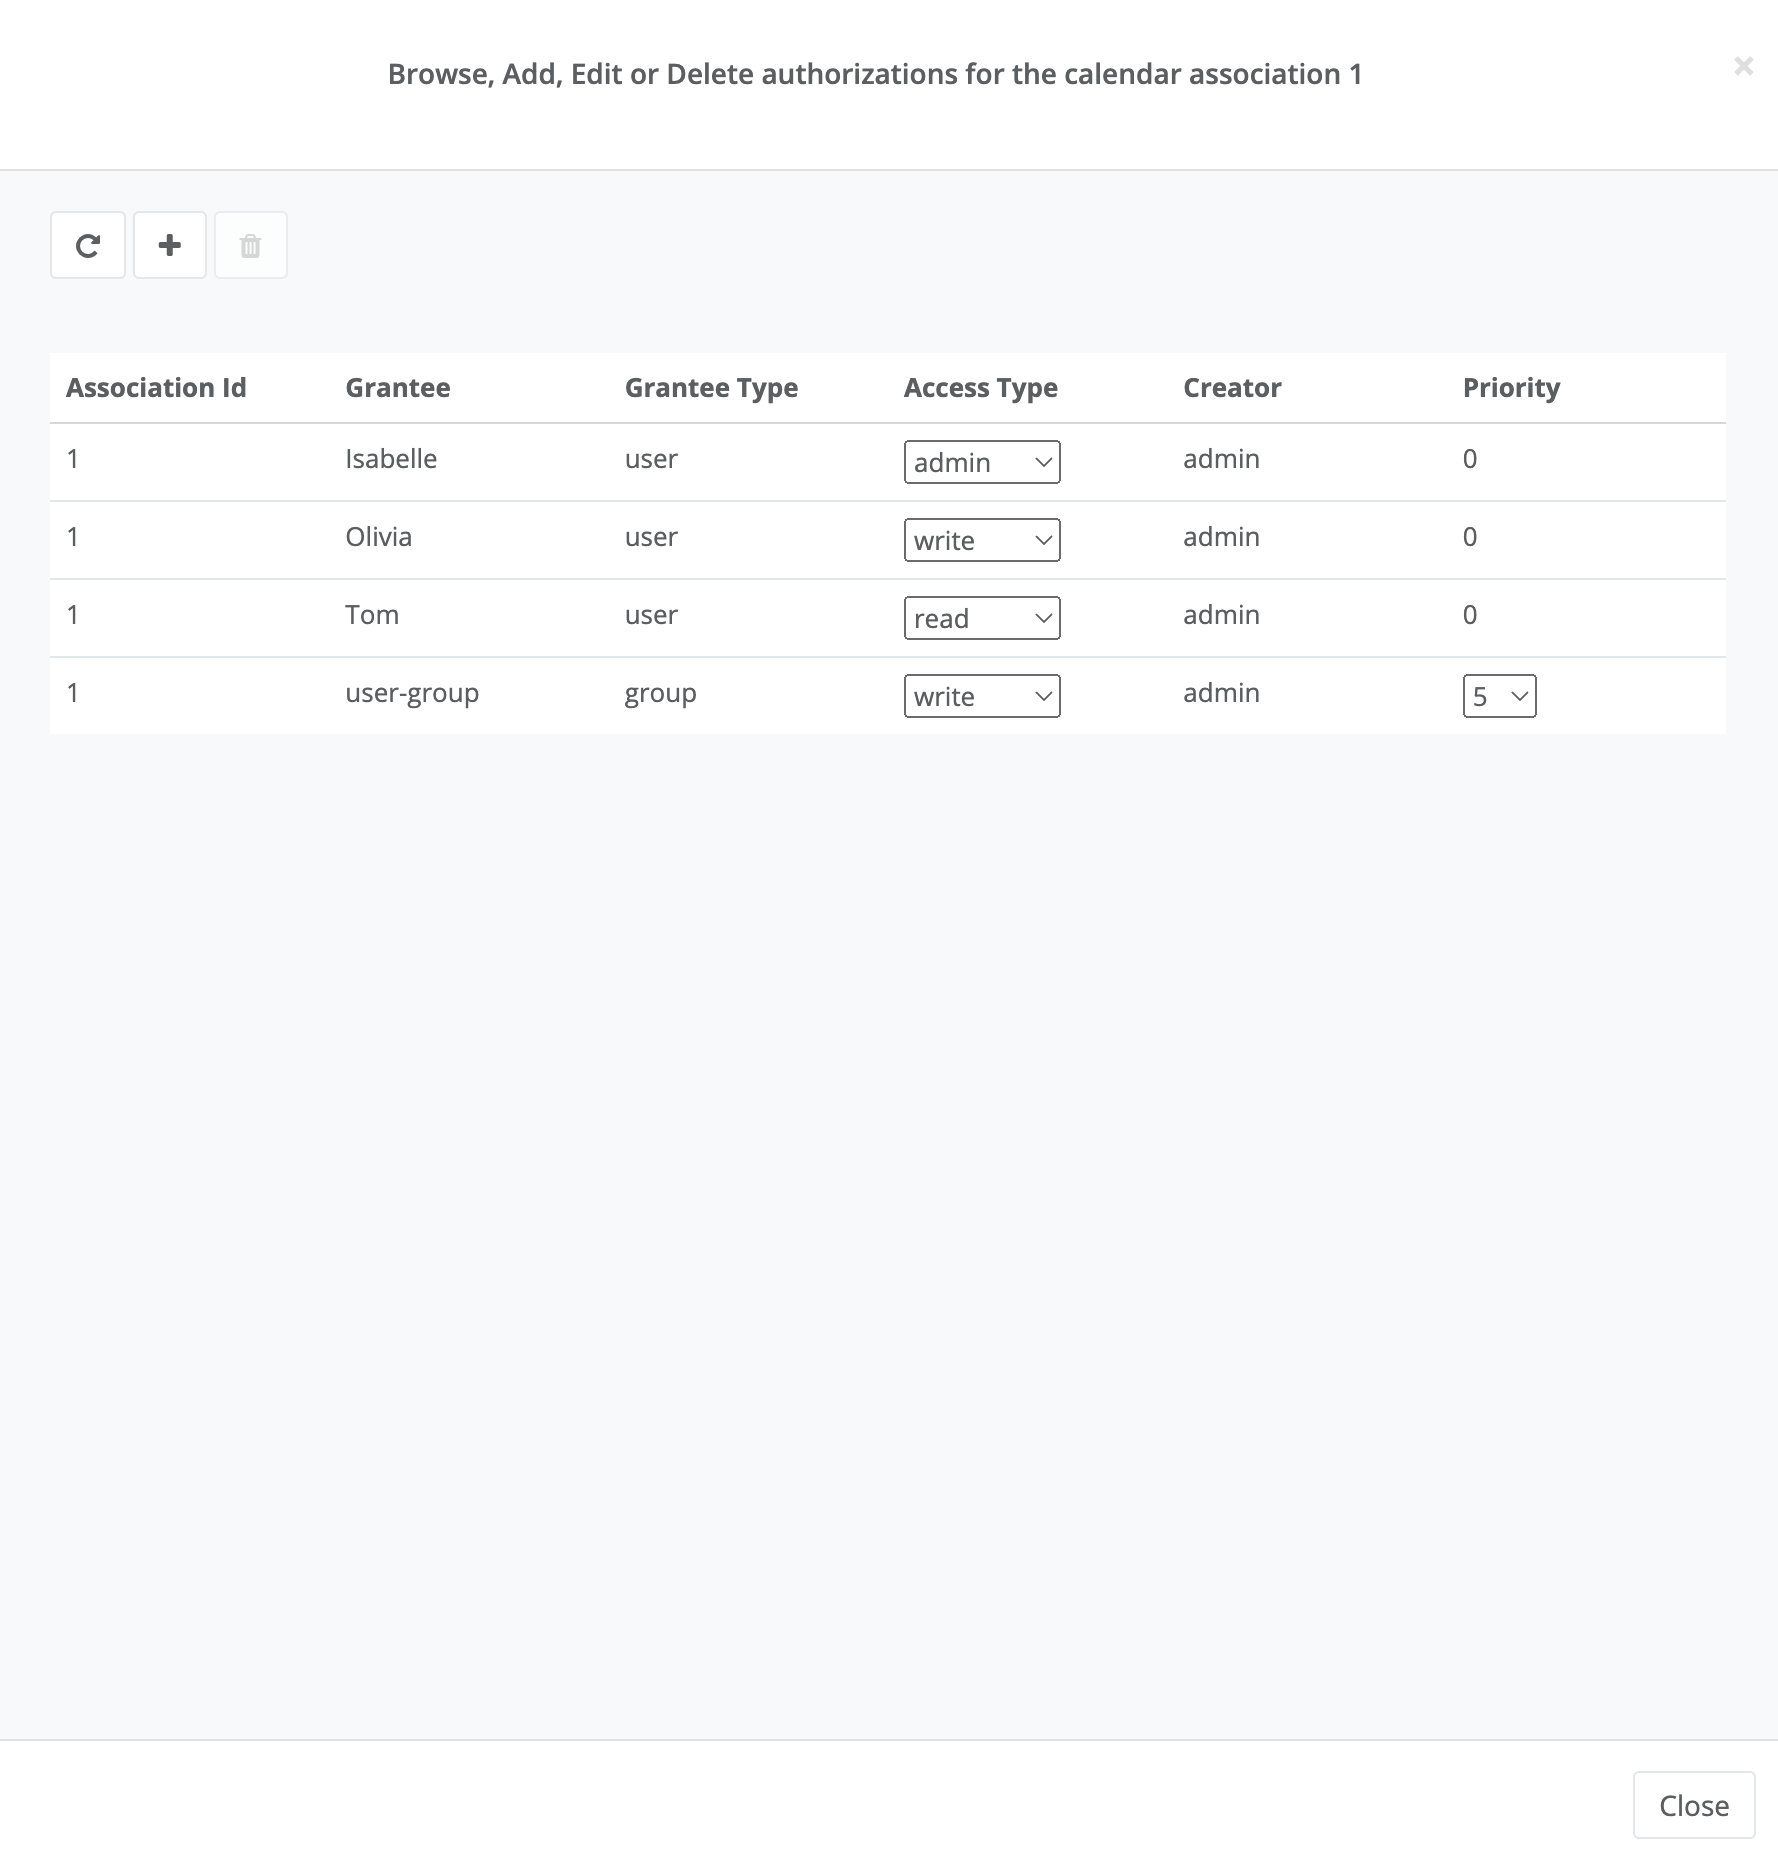 Browse, Add, Edit or Delete authorizations for the calendar association 1
Association Id Grantee Grantee Type Access Type Creator Priority
1 Isabelle user admin admin 0
1 Olivia user write admin 0
1 Tom user read admin 0
1 user-group group write admin 5
Close